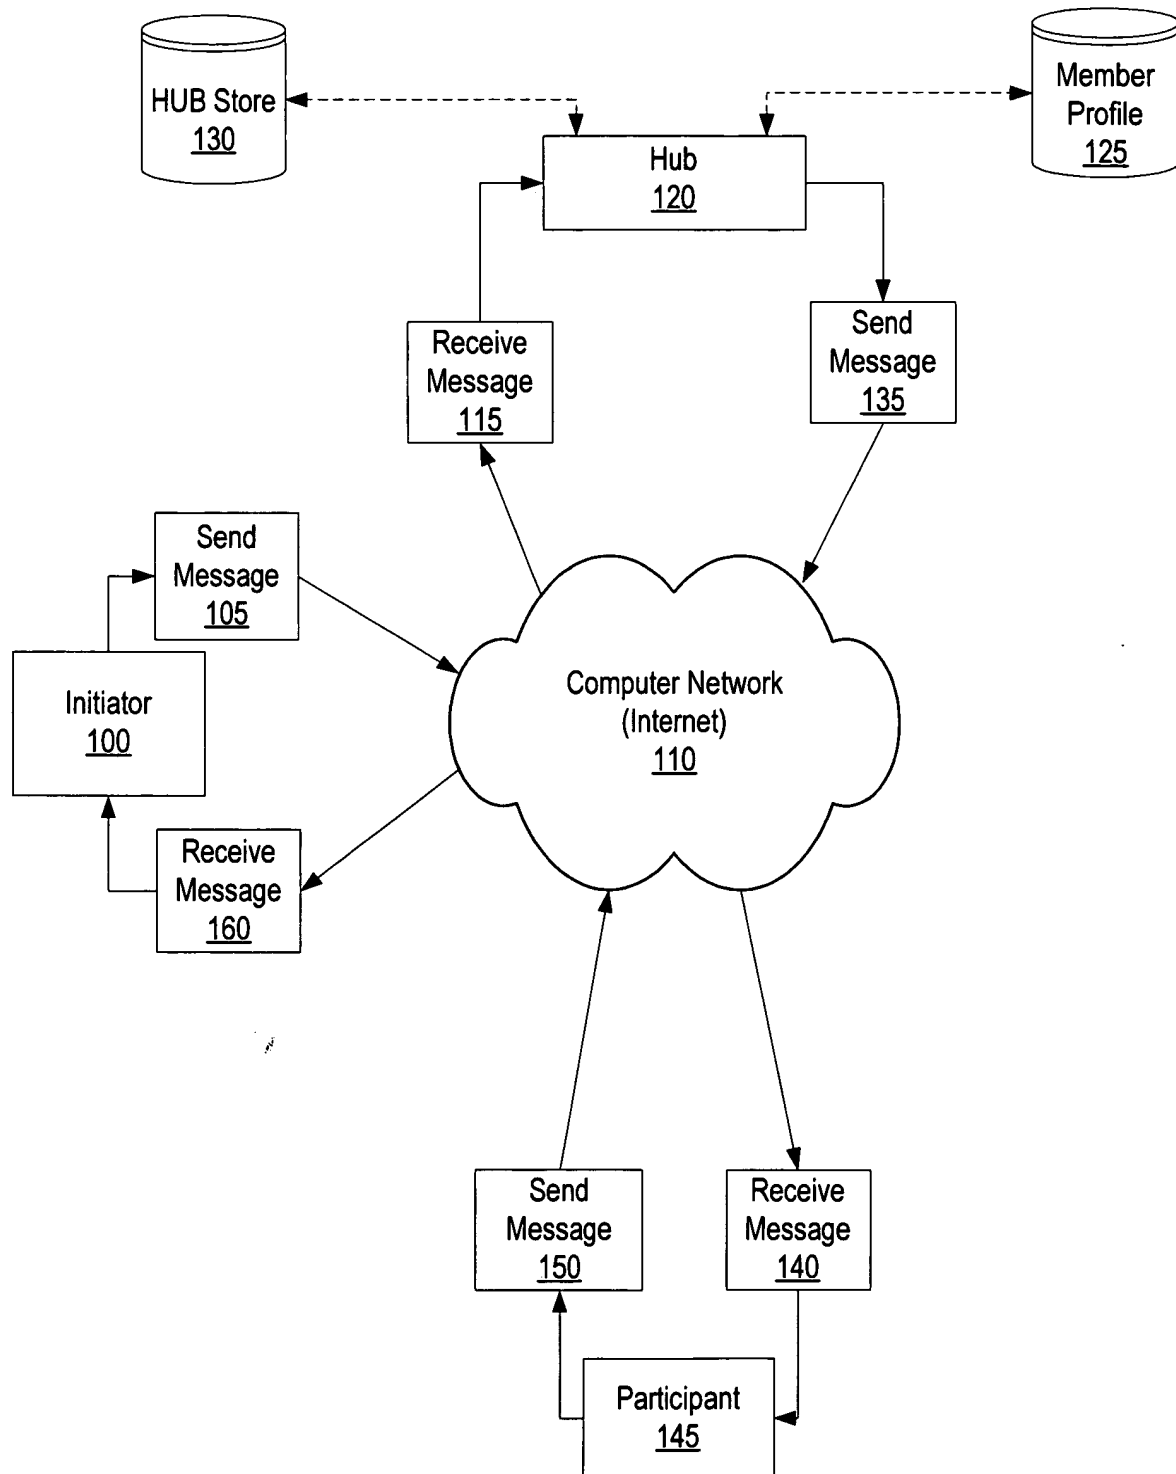 HUB Store
130
Member
Profile
125
Hub
120
Receive
Message
115
Send
Message
135
Send
Message
105
Initiator
100
Computer Network
(Internet)
110
Receive
Message
160
Send
Message
150
Receive
Message
140
Participant
145